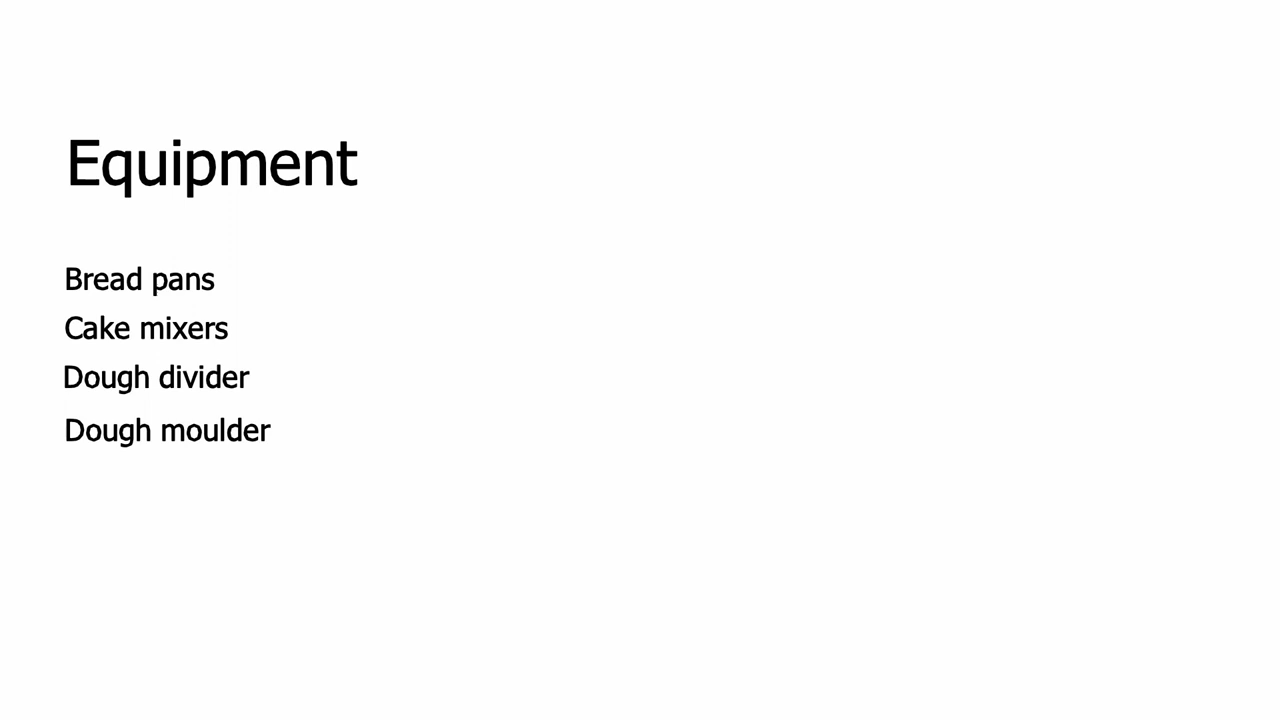 Equipment
Bread pans
Cake mixers
Dough divider
Dough moulder